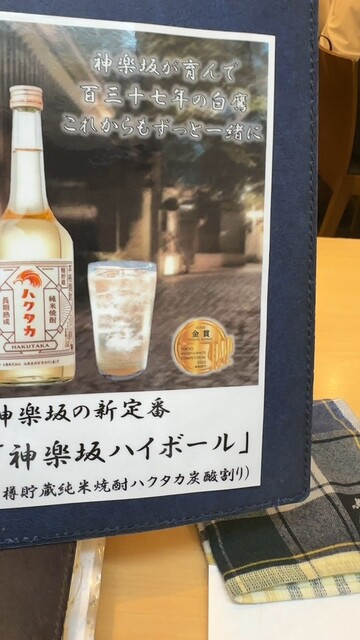 神楽坂が育んで
百三十七年の白鷹
これからもずっと一緒に
ハクタカ
純米焼酎
長期熟成
HAKUTAKA
金賞
神楽坂の新定番
「神楽坂ハイボール」
樽貯蔵純米焼酎ハクタカ炭酸割り)